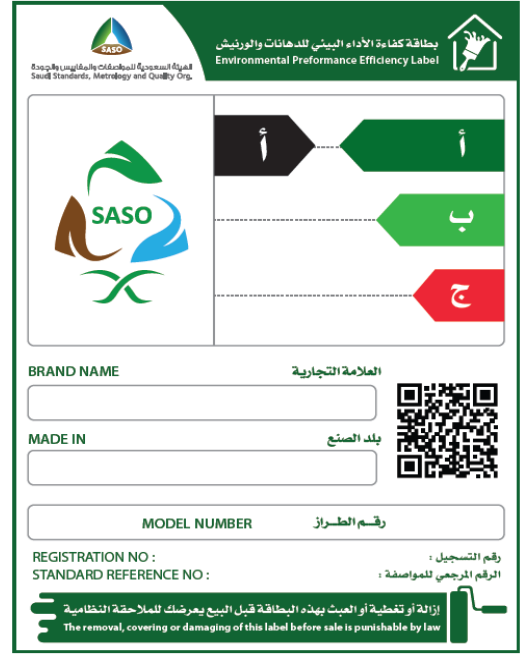 SASO
الهيئة السعودية للمواصفات والمقاييس والجودة
Saudi Standards, Metrology and Quality Org.
بطاقة كفاءة الأداء البيئي للدهانات والورنيش
Environmental Preformance Efficiency Label
SASO
أ
أ
ب
ج
BRAND NAME العلامة التجارية
MADE IN بلد الصنع
MODEL NUMBER رقم الطراز
REGISTRATION NO : رقم التسجيل :
STANDARD REFERENCE NO : الرقم المرجعي للمواصفة :
إزالة أو تغطية أو العبث بهذه البطاقة قبل البيع يعرضك للملاحقة النظامية
The removal, covering or damaging of this label before sale is punishable by law